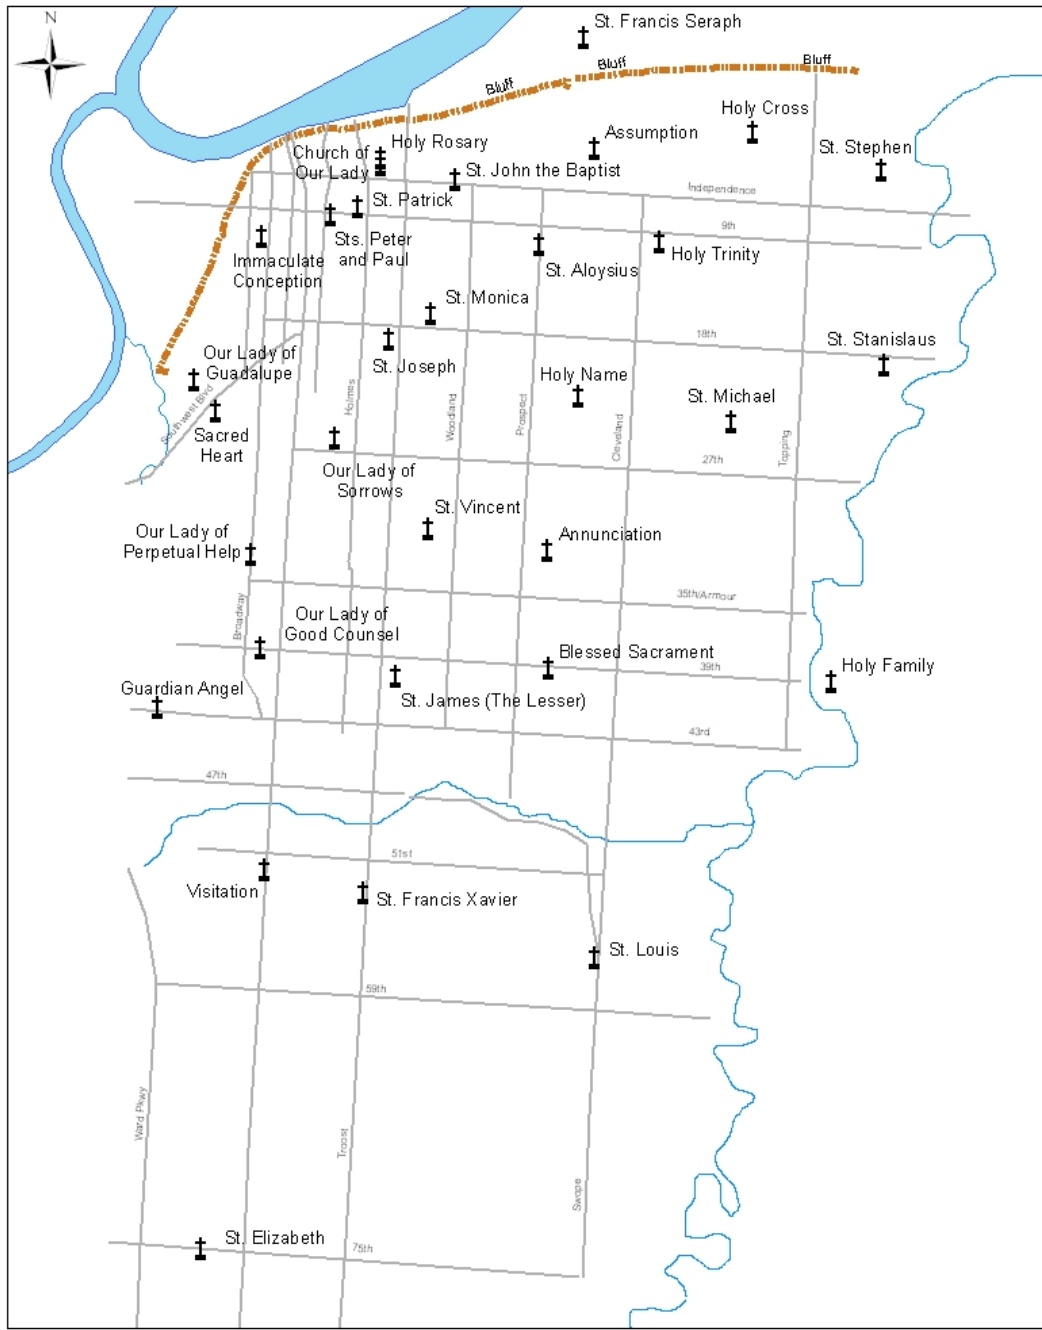 N
St. Francis Seraph
Bluff
Bluff
Bluff
Holy Cross
Assumption
Holy Rosary
Church of
Our Lady
St. Stephen
St. John the Baptist
Independence
St. Patrick
9th
Sts. Peter
and Paul
Immaculate
Conception
Holy Trinity
St. Aloysius
St. Monica
18th
St. Stanislaus
Our Lady of
Guadalupe
St. Joseph
Holy Name
St. Michael
Southwest Blvd
Holmes
Woodland
Prospect
Cleveland
Topping
Sacred
Heart
27th
Our Lady of
Sorrows
St. Vincent
Our Lady of
Perpetual Help
Annunciation
35th/Armour
Broadway
Our Lady of
Good Counsel
Blessed Sacrament
39th
Holy Family
Guardian Angel
St. James (The Lesser)
43rd
47th
51st
Visitation
St. Francis Xavier
St. Louis
59th
Ward Pkwy
Troost
Swope
St. Elizabeth
75th